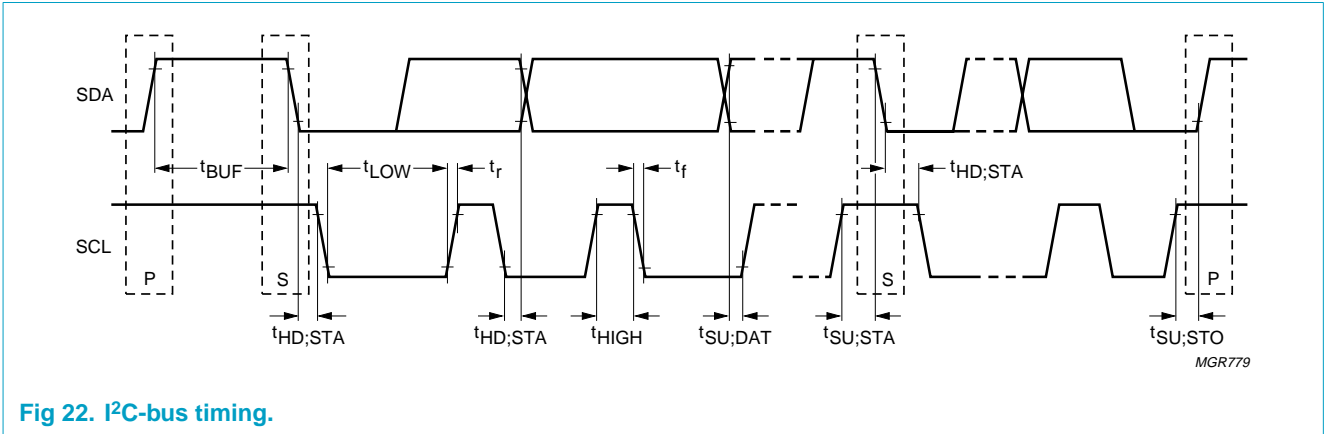 SDA
tBUF tLOW tr tf tHD;STA
SCL
P S S P
tHD;STA tHD;STA tHIGH tSU;DAT tSU;STA tSU;STO
MGR779
Fig 22. I²C-bus timing.